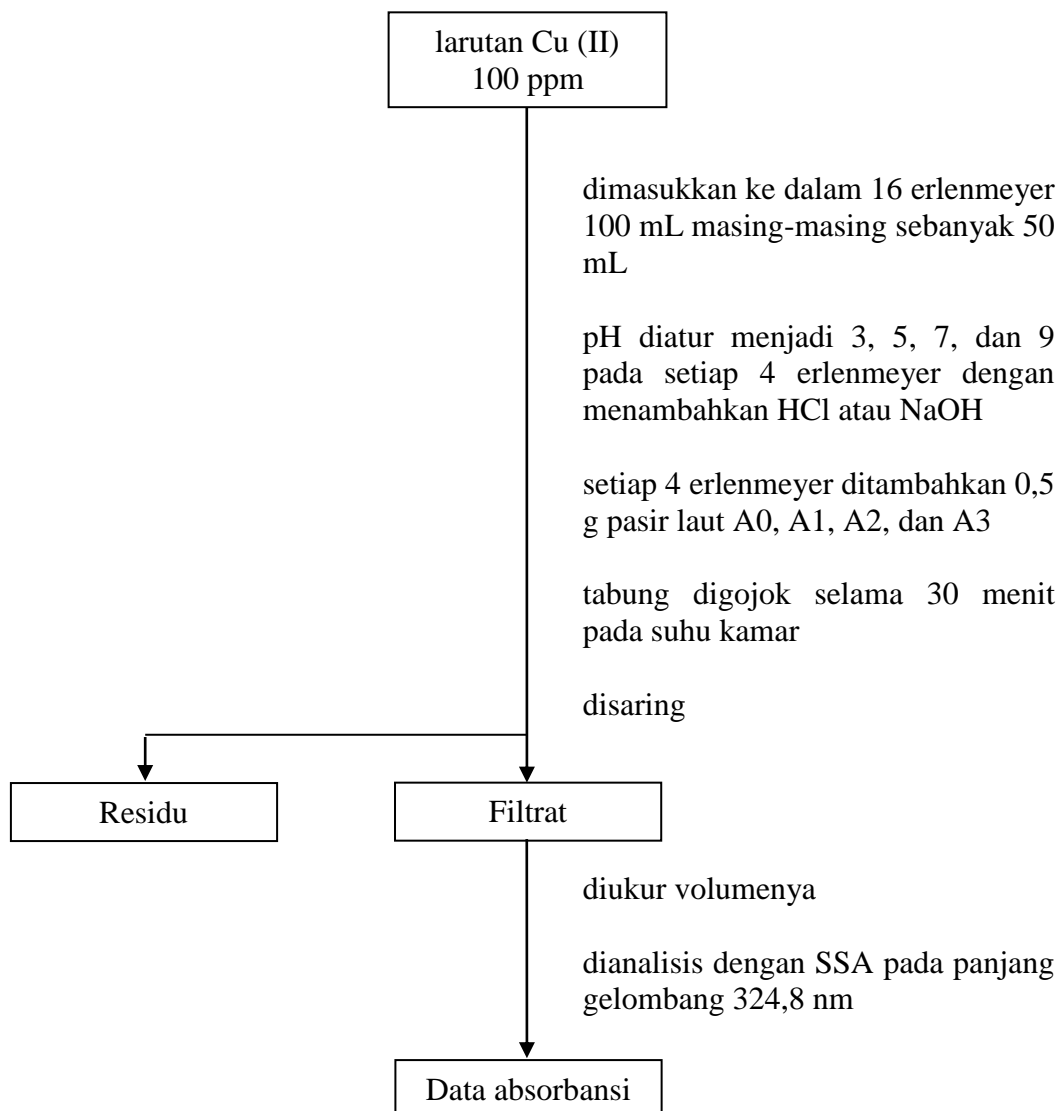 larutan Cu (II)
100 ppm
dimasukkan ke dalam 16 erlenmeyer
100 mL masing-masing sebanyak 50
mL
pH diatur menjadi 3, 5, 7, dan 9
pada setiap 4 erlenmeyer dengan
menambahkan HCl atau NaOH
setiap 4 erlenmeyer ditambahkan 0,5
g pasir laut A0, A1, A2, dan A3
tabung digojok selama 30 menit
pada suhu kamar
disaring
Residu
Filtrat
diukur volumenya
dianalisis dengan SSA pada panjang
gelombang 324,8 nm
Data absorbansi